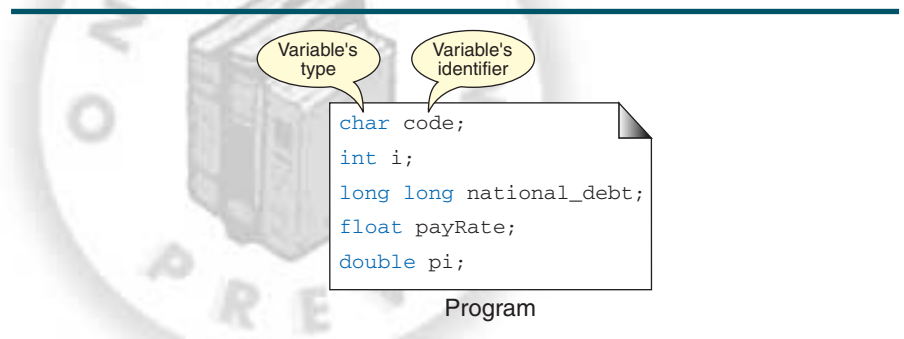 Variable's
type
Variable's
identifier
char code;
int i;
long long national_debt;
float payRate;
double pi;
Program